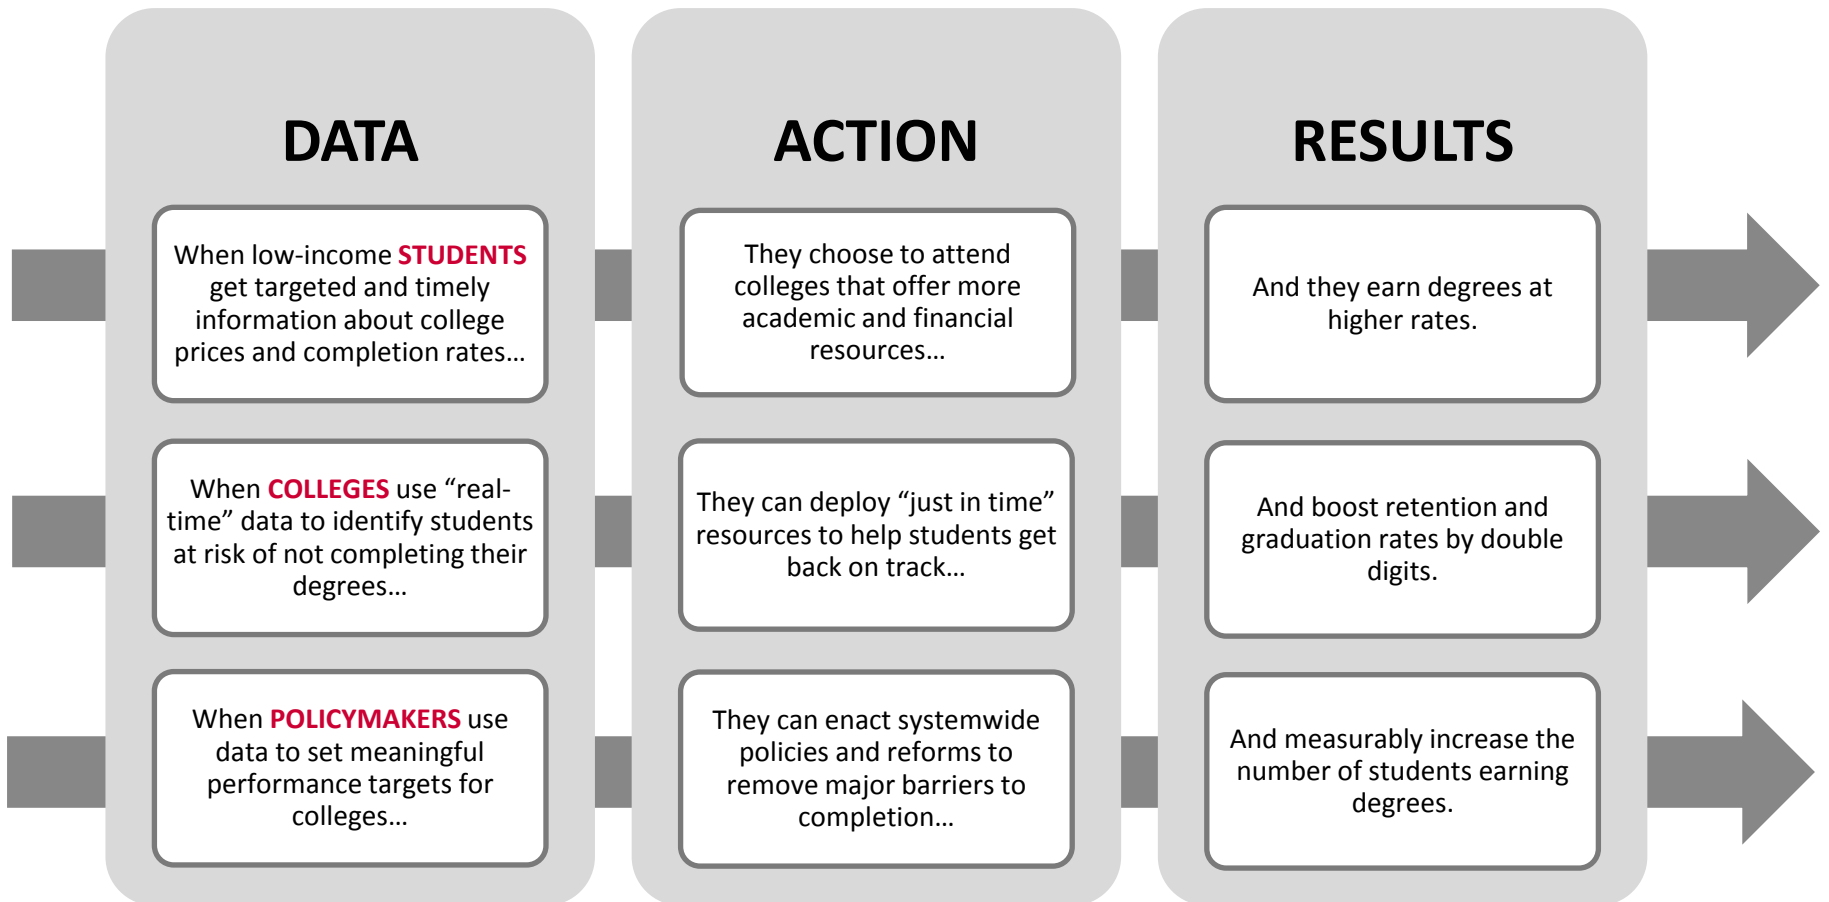 DATA
ACTION
RESULTS
When low-income STUDENTS
get targeted and timely
information about college
prices and completion rates…
They choose to attend
colleges that offer more
academic and financial
resources…
And they earn degrees at
higher rates.
When COLLEGES use “real-
time” data to identify students
at risk of not completing their
degrees…
They can deploy “just in time”
resources to help students get
back on track…
And boost retention and
graduation rates by double
digits.
When POLICYMAKERS use
data to set meaningful
performance targets for
colleges…
They can enact systemwide
policies and reforms to
remove major barriers to
completion…
And measurably increase the
number of students earning
degrees.